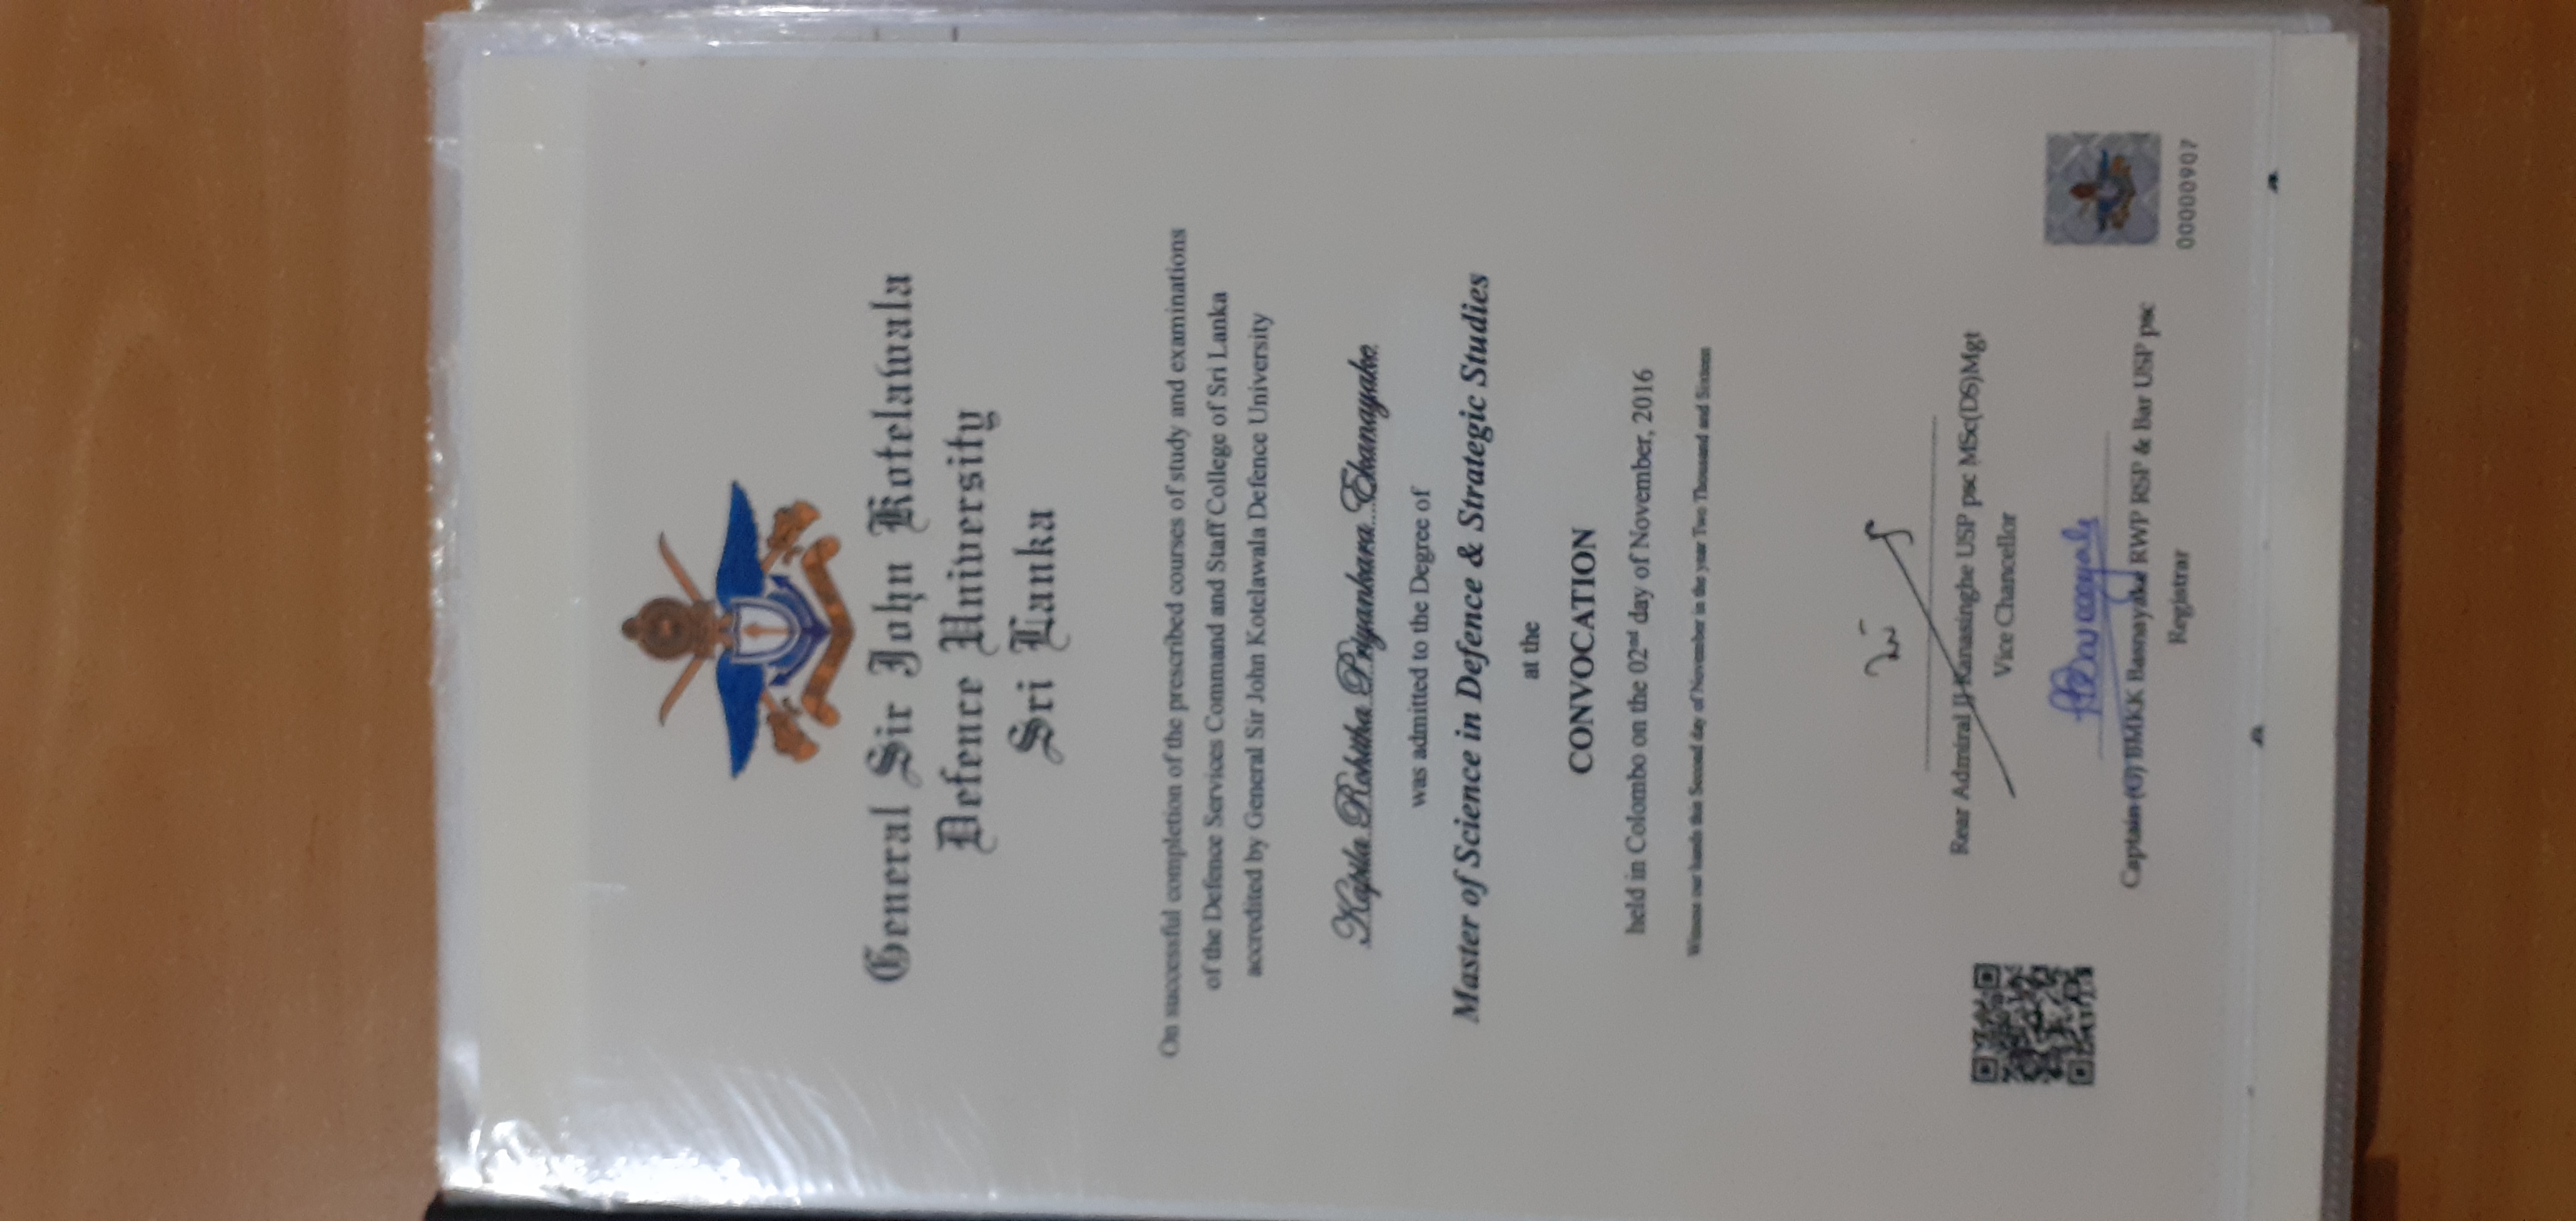 General Sir John Kotelawala
Defence University
Sri Lanka
On successful completion of the prescribed courses of study and examinations
of the Defence Services Command and Staff College of Sri Lanka
accredited by General Sir John Kotelawala Defence University
Kapila Rohitha Priyankara Ekanayake
was admitted to the Degree of
Master of Science in Defence & Strategic Studies
at the
CONVOCATION
held in Colombo on the 02nd day of November, 2016
Witness our hands this Second day of November in the year Two Thousand and Sixteen
Rear Admiral JJ Ranasinghe USP psc MSc(DS)Mgt
Vice Chancellor
Captain (G) BMKK Basnayake RWP RSP & Bar USP psc
Registrar
00000907